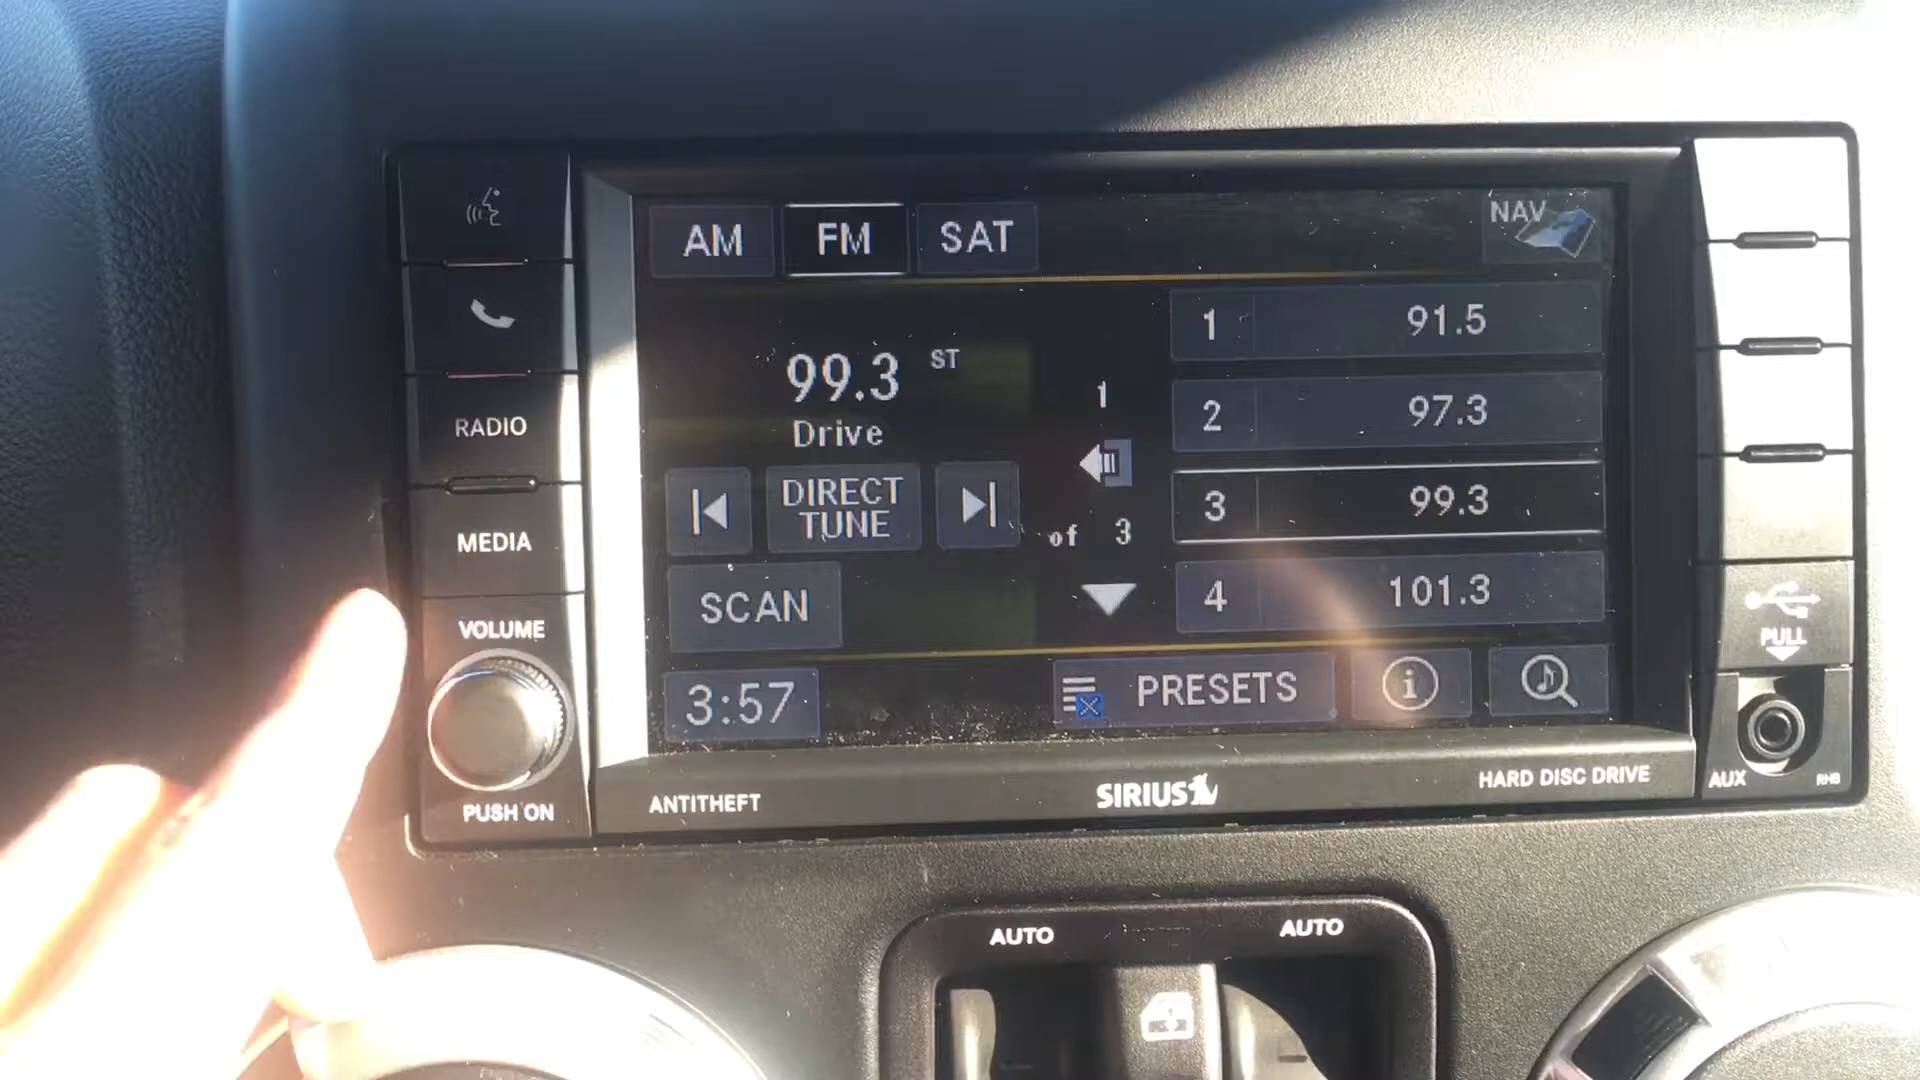 AM FM SAT NAV
99.3 ST
Drive
DIRECT
TUNE
SCAN
3:57
1
of 3
1 91.5
2 97.3
3 99.3
4 101.3
PRESETS
i
RADIO
MEDIA
VOLUME
PUSH ON
ANTITHEFT
SIRIUS
HARD DISC DRIVE
PULL
AUX
RHB
AUTO
AUTO